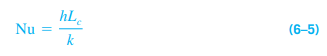 Nu = hL_c / k (6–5)